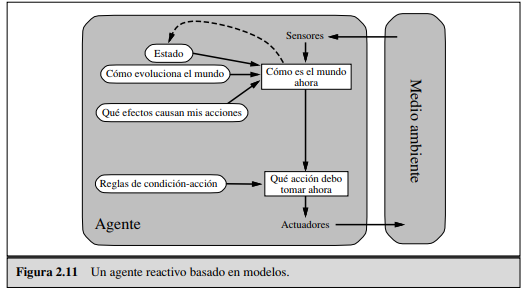 Sensores
Estado
Cómo evoluciona el mundo
Cómo es el mundo
ahora
Qué efectos causan mis acciones
Medio ambiente
Reglas de condición-acción
Qué acción debo
tomar ahora
Agente
Actuadores
Figura 2.11 Un agente reactivo basado en modelos.